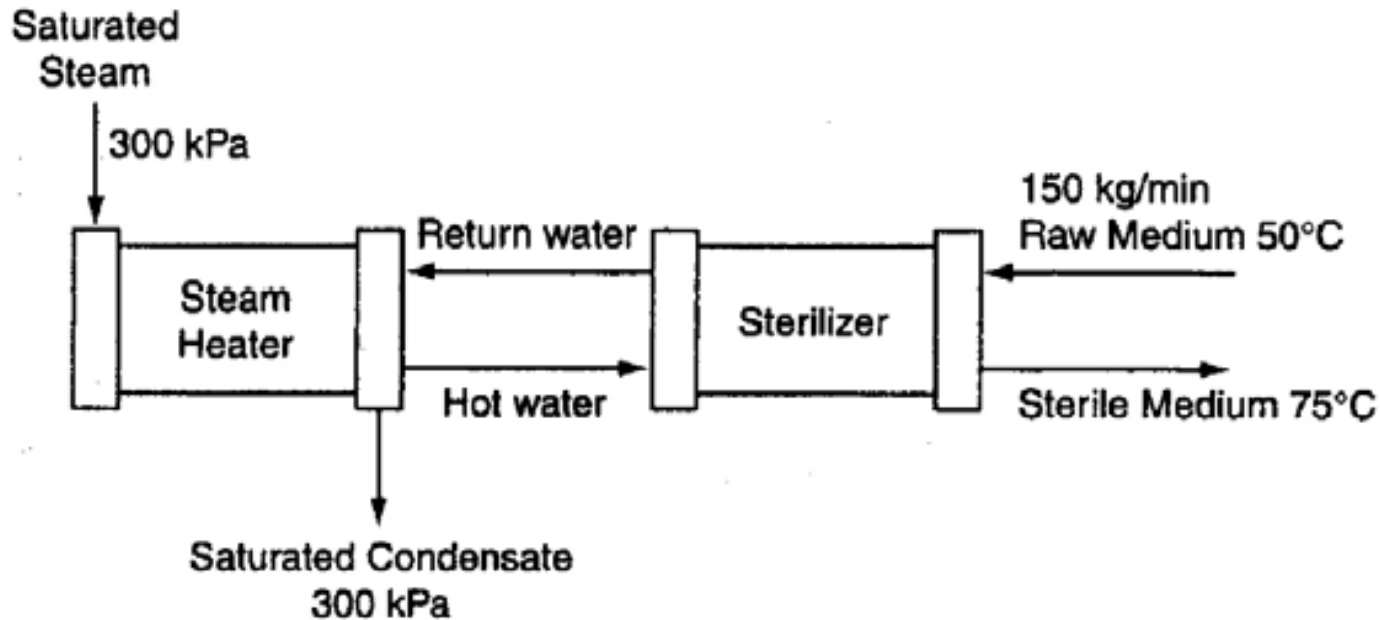 Saturated
Steam
300 kPa
150 kg/min
Raw Medium 50°C
Return water
Steam
Heater
Sterilizer
Hot water
Sterile Medium 75°C
Saturated Condensate
300 kPa